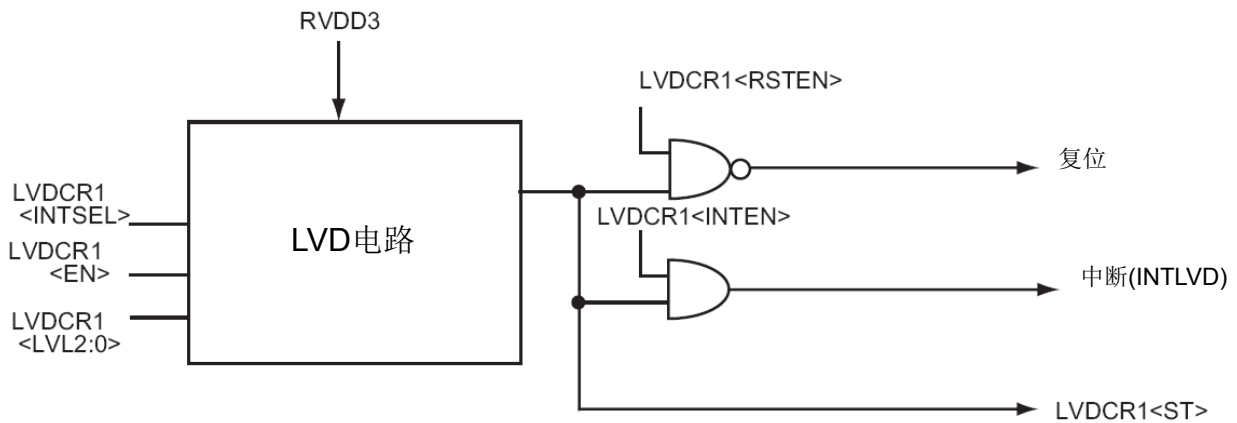 RVDD3
LVDCR1<RSTEN>
复位
LVDCR1
<INTSEL>
LVDCR1<INTEN>
LVD电路
LVDCR1
<EN>
中断(INTLVD)
LVDCR1
<LVL2:0>
LVDCR1<ST>